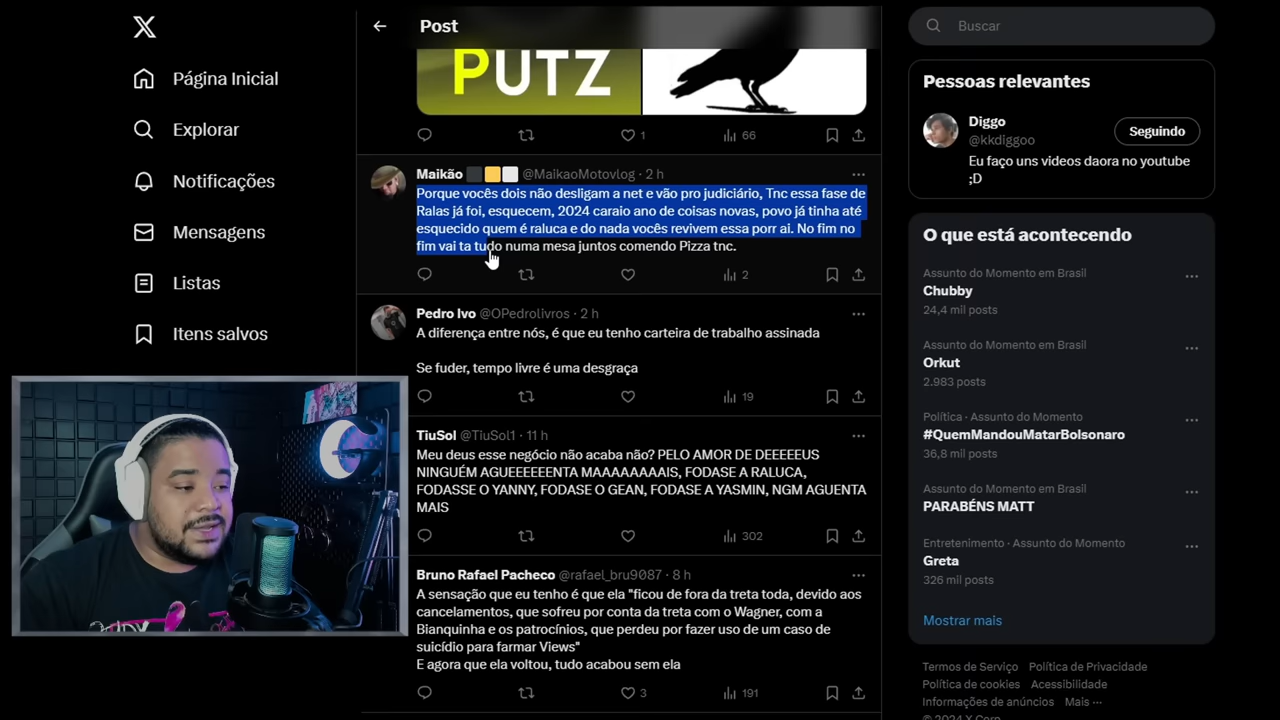 Post
Buscar
Página Inicial
Explorar
Notificações
Mensagens
Listas
Itens salvos
PUTZ
1
66
Maikão @MaikaoMotovlog · 2 h
Porque vocês dois não desligam a net e vão pro judiciário, Tnc essa fase de
Ralas já foi, esquecem, 2024 caraio ano de coisas novas, povo já tinha até
esquecido quem é raluca e do nada vocês revivem essa porr ai. No fim no
fim vai ta tudo numa mesa juntos comendo Pizza tnc.
2
Pedro Ivo @OPedrolivros · 2 h
A diferença entre nós, é que eu tenho carteira de trabalho assinada
Se fuder, tempo livre é uma desgraça
19
TiuSol @TiuSol1 · 11 h
Meu deus esse negócio não acaba não? PELO AMOR DE DEEEEEUS
NINGUÉM AGUEEEEEENTA MAAAAAAAAIS, FODASE A RALUCA,
FODASSE O YANNY, FODASE O GEAN, FODASE A YASMIN, NGM AGUENTA
MAIS
302
Bruno Rafael Pacheco @rafael_bru9087 · 8 h
A sensação que eu tenho é que ela "ficou de fora da treta toda, devido aos
cancelamentos, que sofreu por conta da treta com o Wagner, com a
Bianquinha e os patrocínios, que perdeu por fazer uso de um caso de
suicídio para farmar Views"
E agora que ela voltou, tudo acabou sem ela
3
191
Pessoas relevantes
Diggo
@kkdiggoo
Seguindo
Eu faço uns videos daora no youtube
;D
O que está acontecendo
Assunto do Momento em Brasil
Chubby
24,4 mil posts
Assunto do Momento em Brasil
Orkut
2.983 posts
Política · Assunto do Momento
#QuemMandouMatarBolsonaro
36,8 mil posts
Assunto do Momento em Brasil
PARABÉNS MATT
Entretenimento · Assunto do Momento
Greta
326 mil posts
Mostrar mais
Termos de Serviço Política de Privacidade
Política de cookies Acessibilidade
Informações de anúncios Mais ···
© 2024 X Corp.